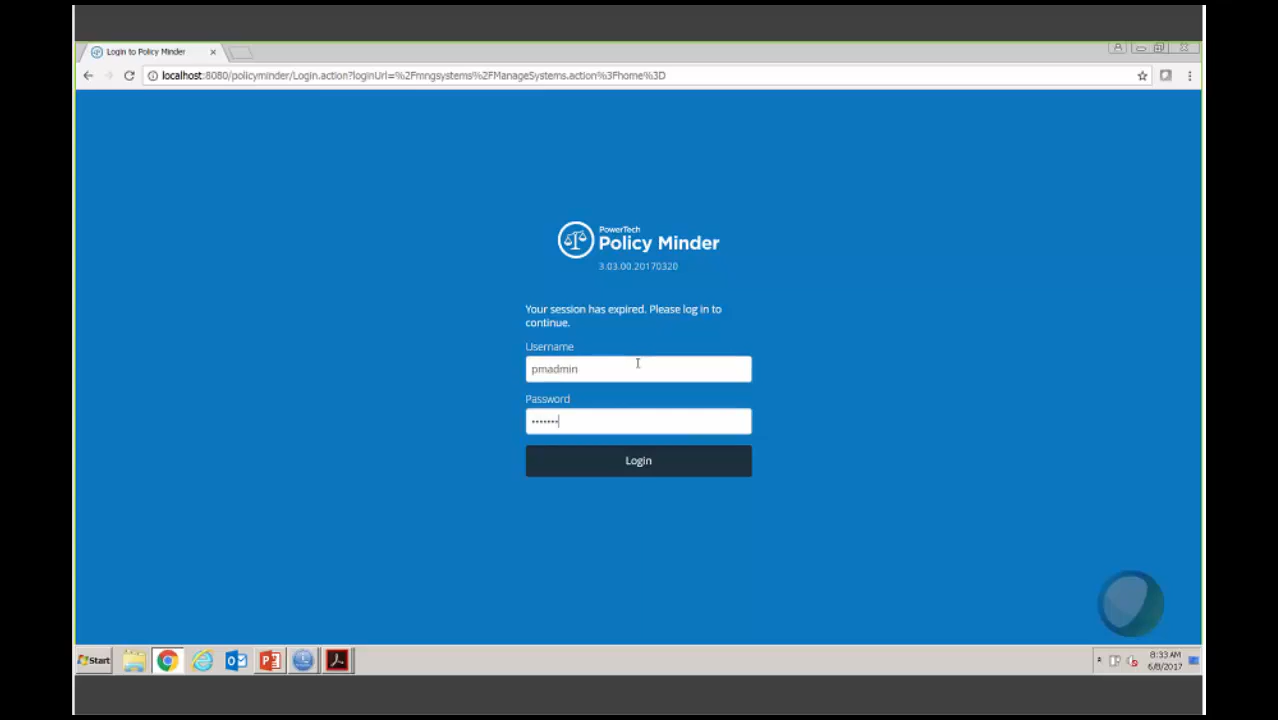 Login to Policy Minder
localhost:8080/policyminder/Login.action?loginUrl=%2Fmngsystems%2FManageSystems.action%3Fhome%3D
PowerTech
Policy Minder
3.03.00.20170320
Your session has expired. Please log in to
continue.
Username
pmadmin
Password
•••••••
Login
Start
8:33 AM
6/8/2017